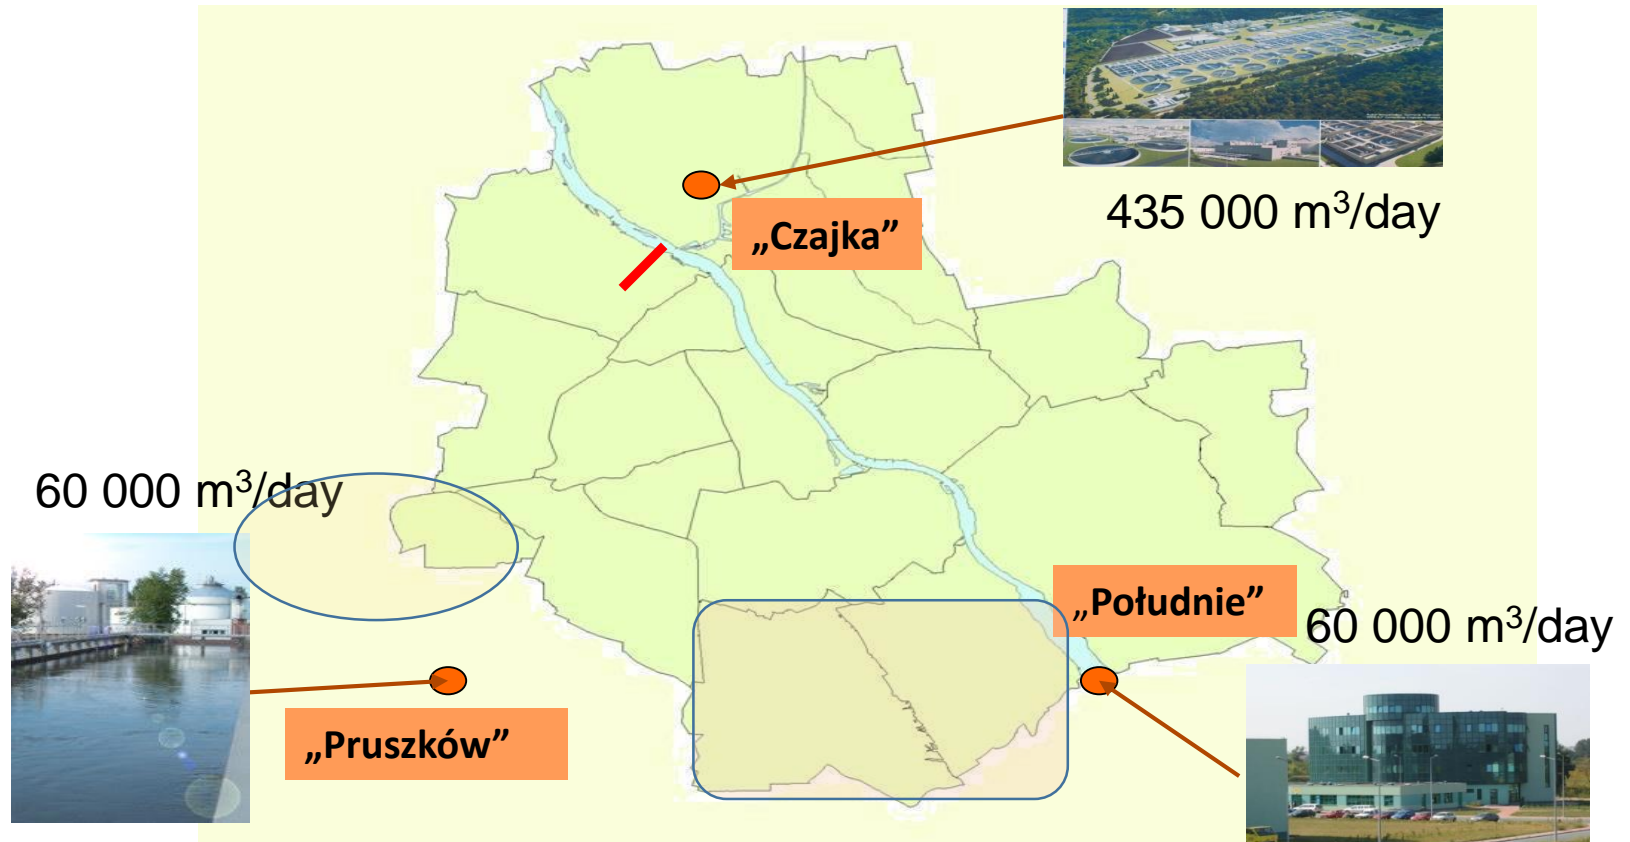 435 000 m³/day
„Czajka”
60 000 m³/day
„Południe”
60 000 m³/day
„Pruszków”